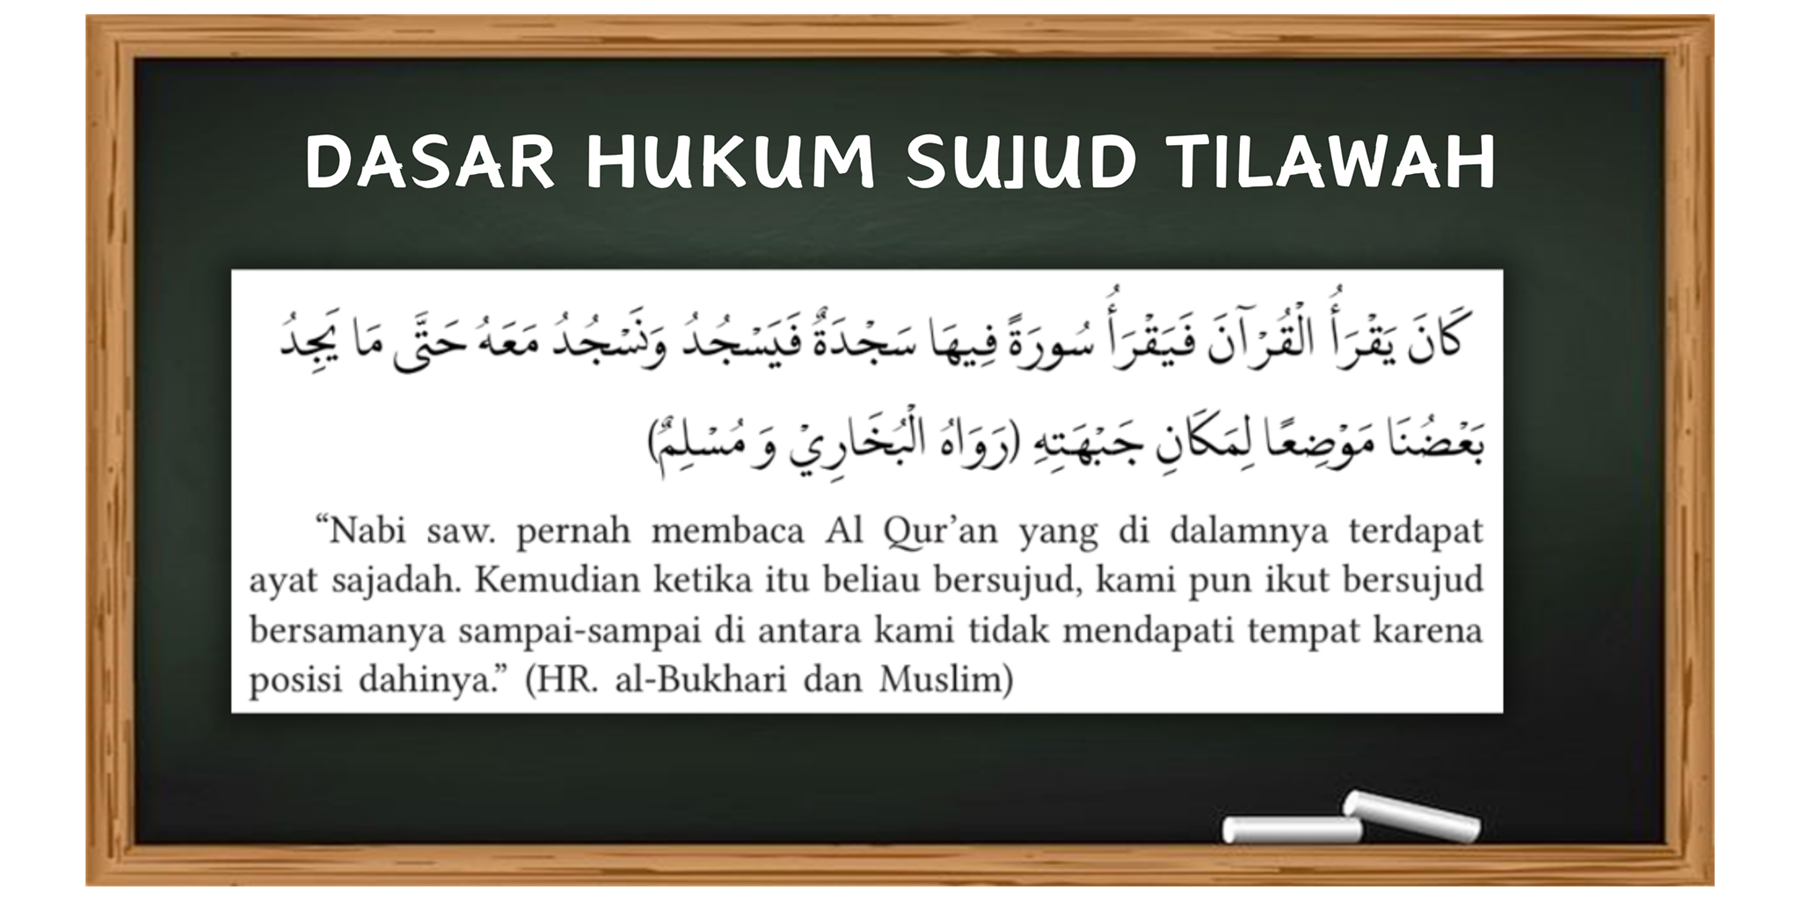 DASAR HUKUM SUJUD TILAWAH
كَانَ يَقْرَأُ الْقُرْآنَ فَيَقْرَأُ سُورَةً فِيهَا سَجْدَةٌ فَيَسْجُدُ وَنَسْجُدُ مَعَهُ حَتَّى مَا يَجِدُ
بَعْضُنَا مَوْضِعًا لِمَكَانِ جَبْهَتِهِ (رَوَاهُ الْبُخَارِيْ وَ مُسْلِمٌ)
“Nabi saw. pernah membaca Al Qur’an yang di dalamnya terdapat
ayat sajadah. Kemudian ketika itu beliau bersujud, kami pun ikut bersujud
bersamanya sampai-sampai di antara kami tidak mendapati tempat karena
posisi dahinya.” (HR. al-Bukhari dan Muslim)